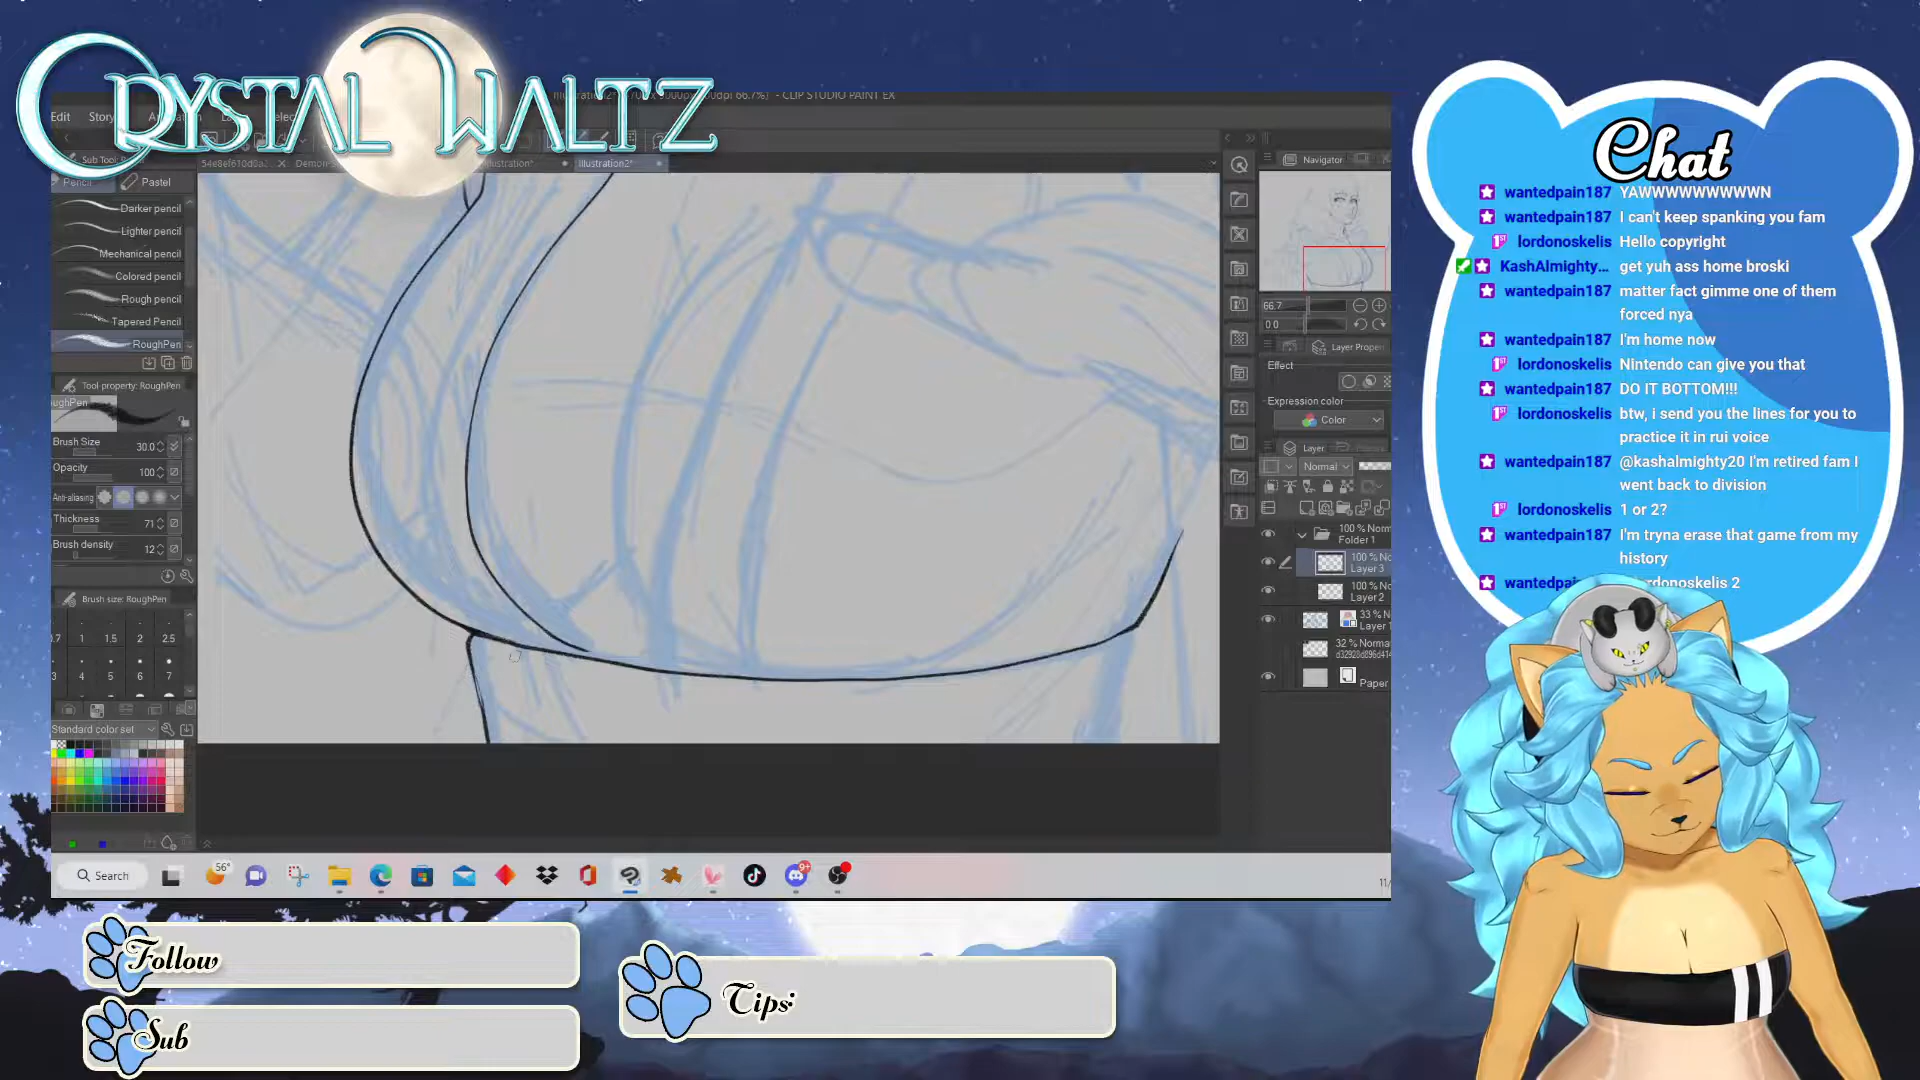 CRYSTAL WALTZ
- CLIP STUDIO PAINT EX
Edit Story
Illustration2*
Pencil Pastel
Darker pencil
Lighter pencil
Mechanical pencil
Colored pencil
Rough pencil
Tapered Pencil
RoughPen
Tool property: RoughPen
Brush Size 30.0
Opacity 100
Anti-aliasing
Thickness 71
Brush density 12
Brush size: RoughPen
1 1.5 2 2.5
3 4 5 6 7
Standard color set
Navigator
66.7
0.0
Effect
Expression color
Color
Layer
Normal
Folder 1
Layer 3
Layer 2
32 % Normal
Paper
Search
56°
9+
Follow
Sub
Tips:
Chat
wantedpain187 YAWWWWWWWWWN
wantedpain187 I can't keep spanking you fam
lordonoskelis Hello copyright
KashAlmighty... get yuh ass home broski
wantedpain187 matter fact gimme one of them
forced nya
wantedpain187 I'm home now
lordonoskelis Nintendo can give you that
wantedpain187 DO IT BOTTOM!!!
lordonoskelis btw, i send you the lines for you to
practice it in rui voice
wantedpain187 @kashalmighty20 I'm retired fam I
went back to division
lordonoskelis 1 or 2?
wantedpain187 I'm tryna erase that game from my
history